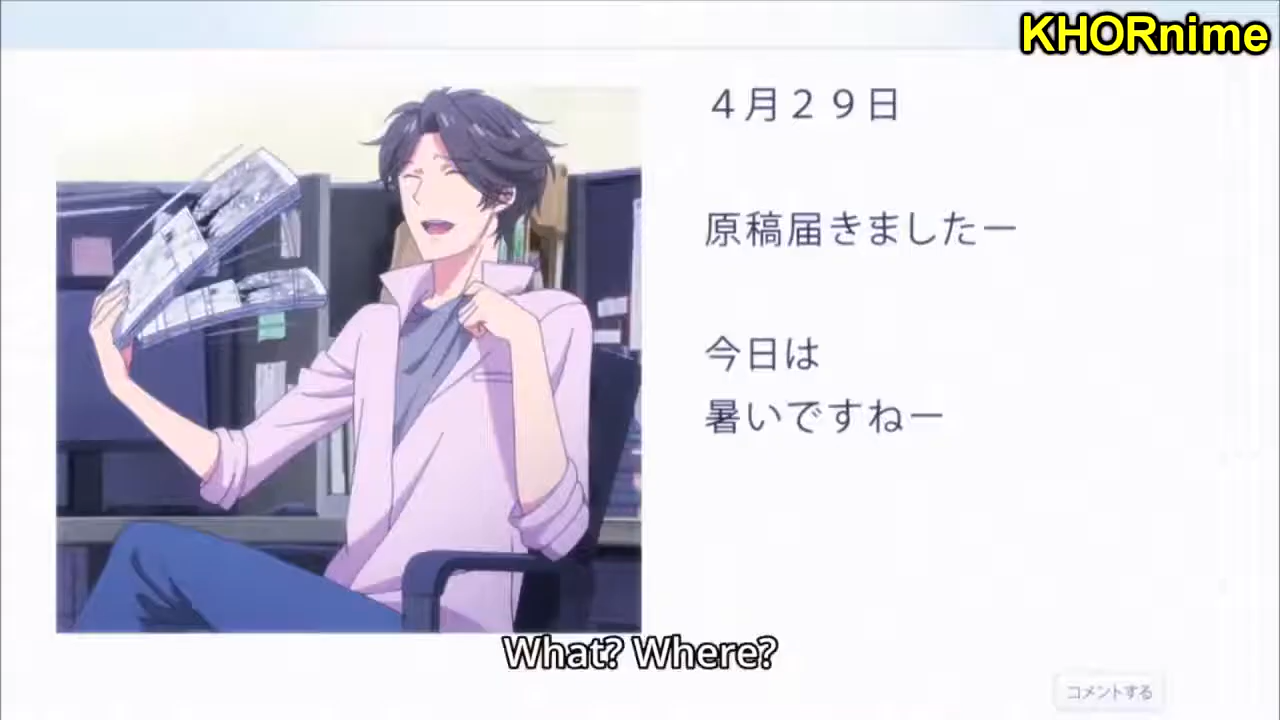 KHORnime
４月２９日
原稿届きましたー
今日は
暑いですねー
What? Where?
コメントする